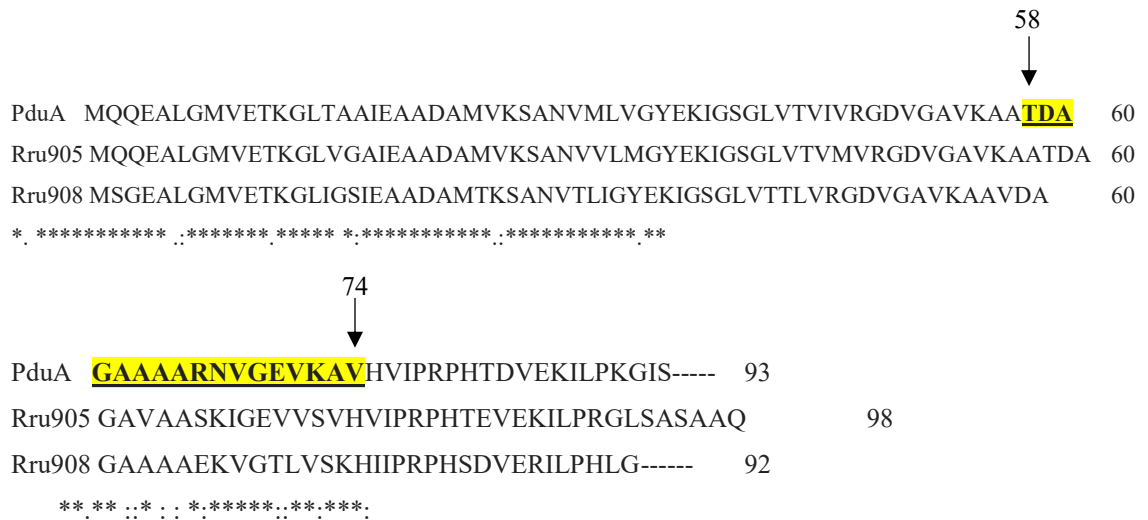 58
PduA MQQEALGMVETKGLTAAIEAADAMVKSANVMLVGYEKIGSGLVTVIVRGDVGAVKAATDA 60
Rru905 MQQEALGMVETKGLVGAIEAADAMVKSANVVLMGYEKIGSGLVTVMVRGDVGAVKAATDA 60
Rru908 MSGEALGMVETKGLIGSIEAADAMTKSANVTLIGYEKIGSGLVTTLVRGDVGAVKAAVDA 60
*. *********** .:*******.***** *:***********.:***********.**
74
PduA GAAAARNVGEVKAVHVIPRPHTDVEKILPKGIS----- 93
Rru905 GAVAASKIGEVVSVHVIPRPHTEVEKILPRGLSASAAQ 98
Rru908 GAAAAEKVGTLVSKHIIPRPHSDVERILPHLG------ 92
**.** ::* : : *:*****::**:***: